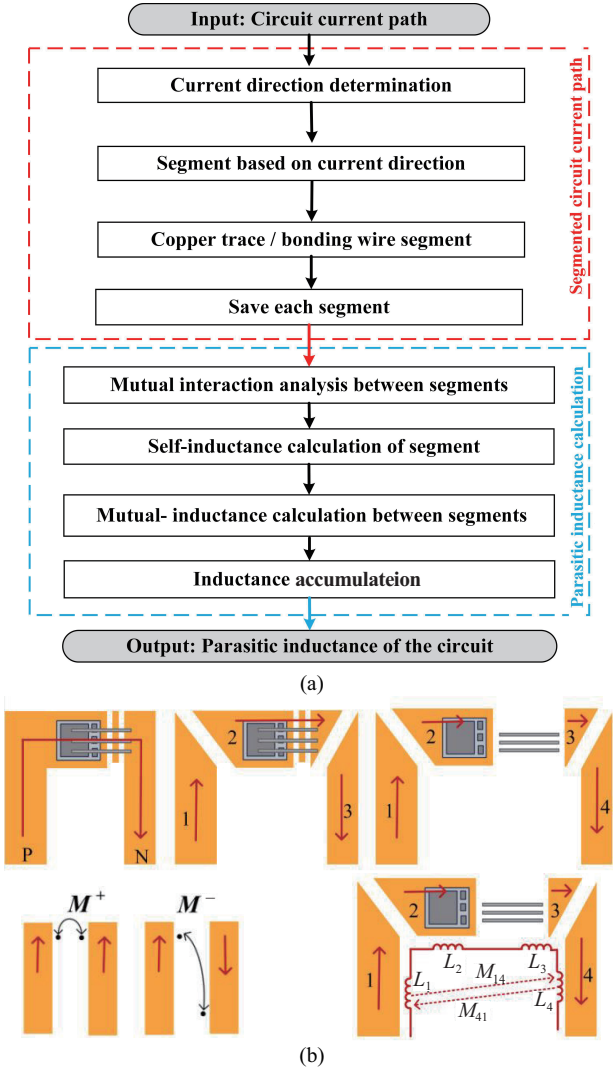 Input: Circuit current path
Current direction determination
Segment based on current direction
Copper trace / bonding wire segment
Save each segment
Segmented circuit current path
Mutual interaction analysis between segments
Self-inductance calculation of segment
Mutual- inductance calculation between segments
Inductance accumulateion
Parasitic inductance calculation
Output: Parasitic inductance of the circuit
(a)
P
N
1
2
3
1
2
3
4
M+
M−
1
2
3
4
L1
L2
L3
L4
M14
M41
(b)